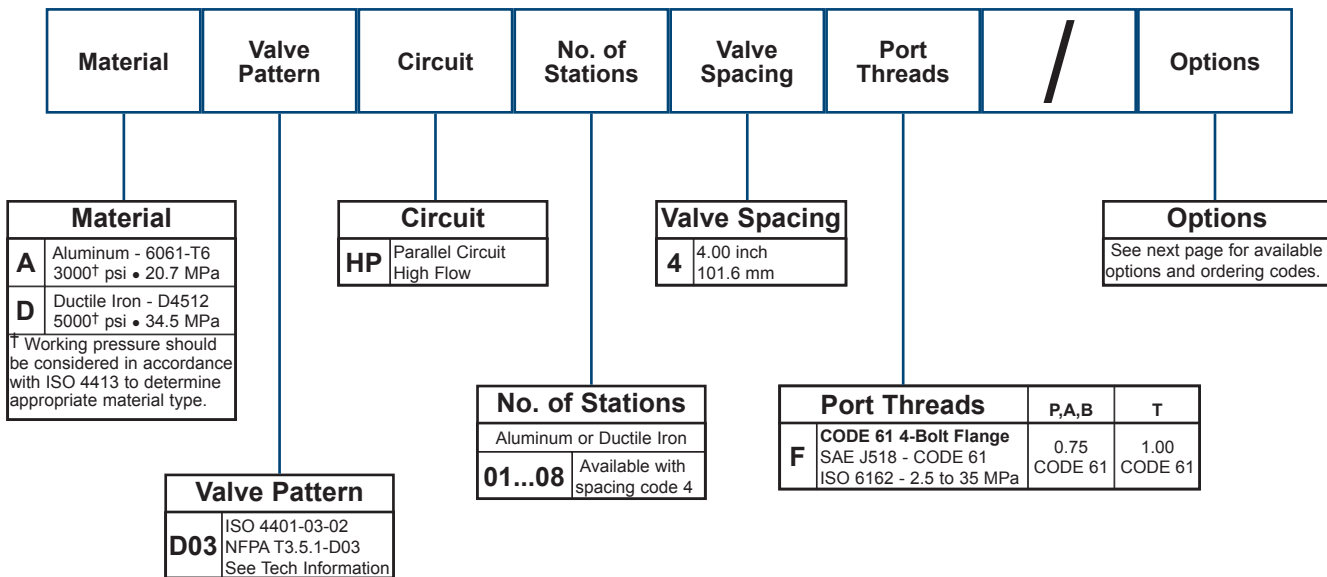 Material
Valve
Pattern
Circuit
No. of
Stations
Valve
Spacing
Port
Threads
/
Options
Material
A
Aluminum - 6061-T6
3000† psi • 20.7 MPa
D
Ductile Iron - D4512
5000† psi • 34.5 MPa
† Working pressure should
be considered in accordance
with ISO 4413 to determine
appropriate material type.
Circuit
HP
Parallel Circuit
High Flow
Valve Spacing
4
4.00 inch
101.6 mm
Options
See next page for available
options and ordering codes.
No. of Stations
Aluminum or Ductile Iron
01...08
Available with
spacing code 4
Port Threads
P,A,B
T
F
CODE 61 4-Bolt Flange
SAE J518 - CODE 61
ISO 6162 - 2.5 to 35 MPa
0.75
CODE 61
1.00
CODE 61
Valve Pattern
D03
ISO 4401-03-02
NFPA T3.5.1-D03
See Tech Information